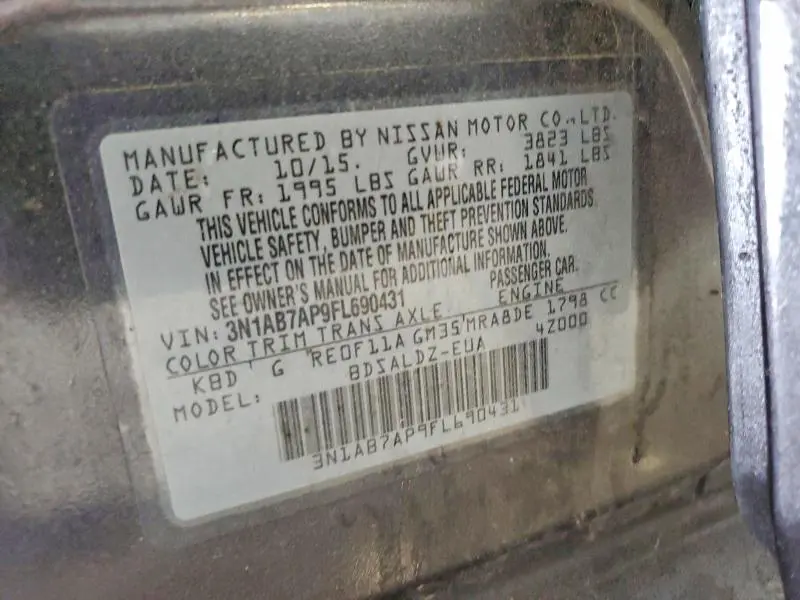 MANUFACTURED BY NISSAN MOTOR CO.,LTD.
DATE: 10/15. GVWR: 3823 LBS
GAWR FR: 1995 LBS GAWR RR: 1841 LBS
THIS VEHICLE CONFORMS TO ALL APPLICABLE FEDERAL MOTOR
VEHICLE SAFETY, BUMPER AND THEFT PREVENTION STANDARDS
IN EFFECT ON THE DATE OF MANUFACTURE SHOWN ABOVE.
SEE OWNER'S MANUAL FOR ADDITIONAL INFORMATION.
VIN: 3N1AB7AP9FL690431 PASSENGER CAR.
COLOR TRIM TRANS AXLE ENGINE
KBD G RE0F11A GM35 MRA8DE 1798 CC
MODEL: BDSALDZ-EUA 4Z000
3N1AB7AP9FL690431